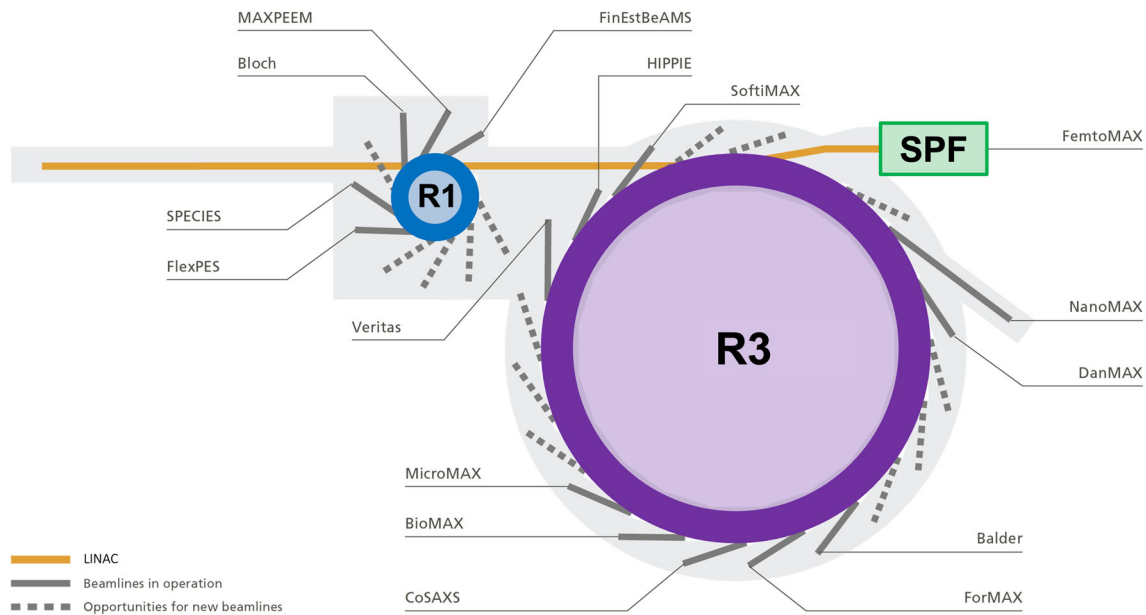 MAXPEEM
FinEstBeAMS
Bloch
HIPPIE
SoftiMAX
SPF
FemtoMAX
R1
SPECIES
FlexPES
Veritas
NanoMAX
R3
DanMAX
MicroMAX
BioMAX
Balder
CoSAXS
ForMAX
LINAC
Beamlines in operation
Opportunities for new beamlines